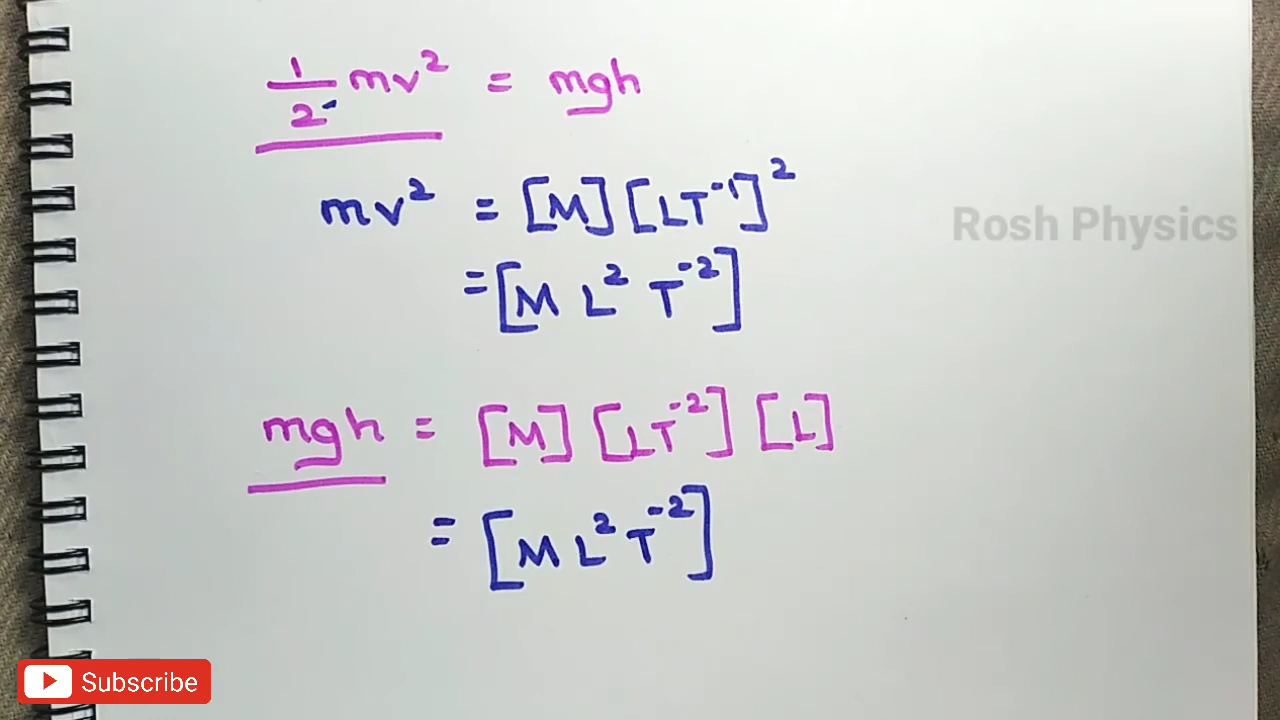 1/2 mv² = mgh
mv² = [M] [LT⁻¹]²
Rosh Physics
= [M L² T⁻²]
mgh = [M] [LT⁻²] [L]
= [M L² T⁻²]
Subscribe